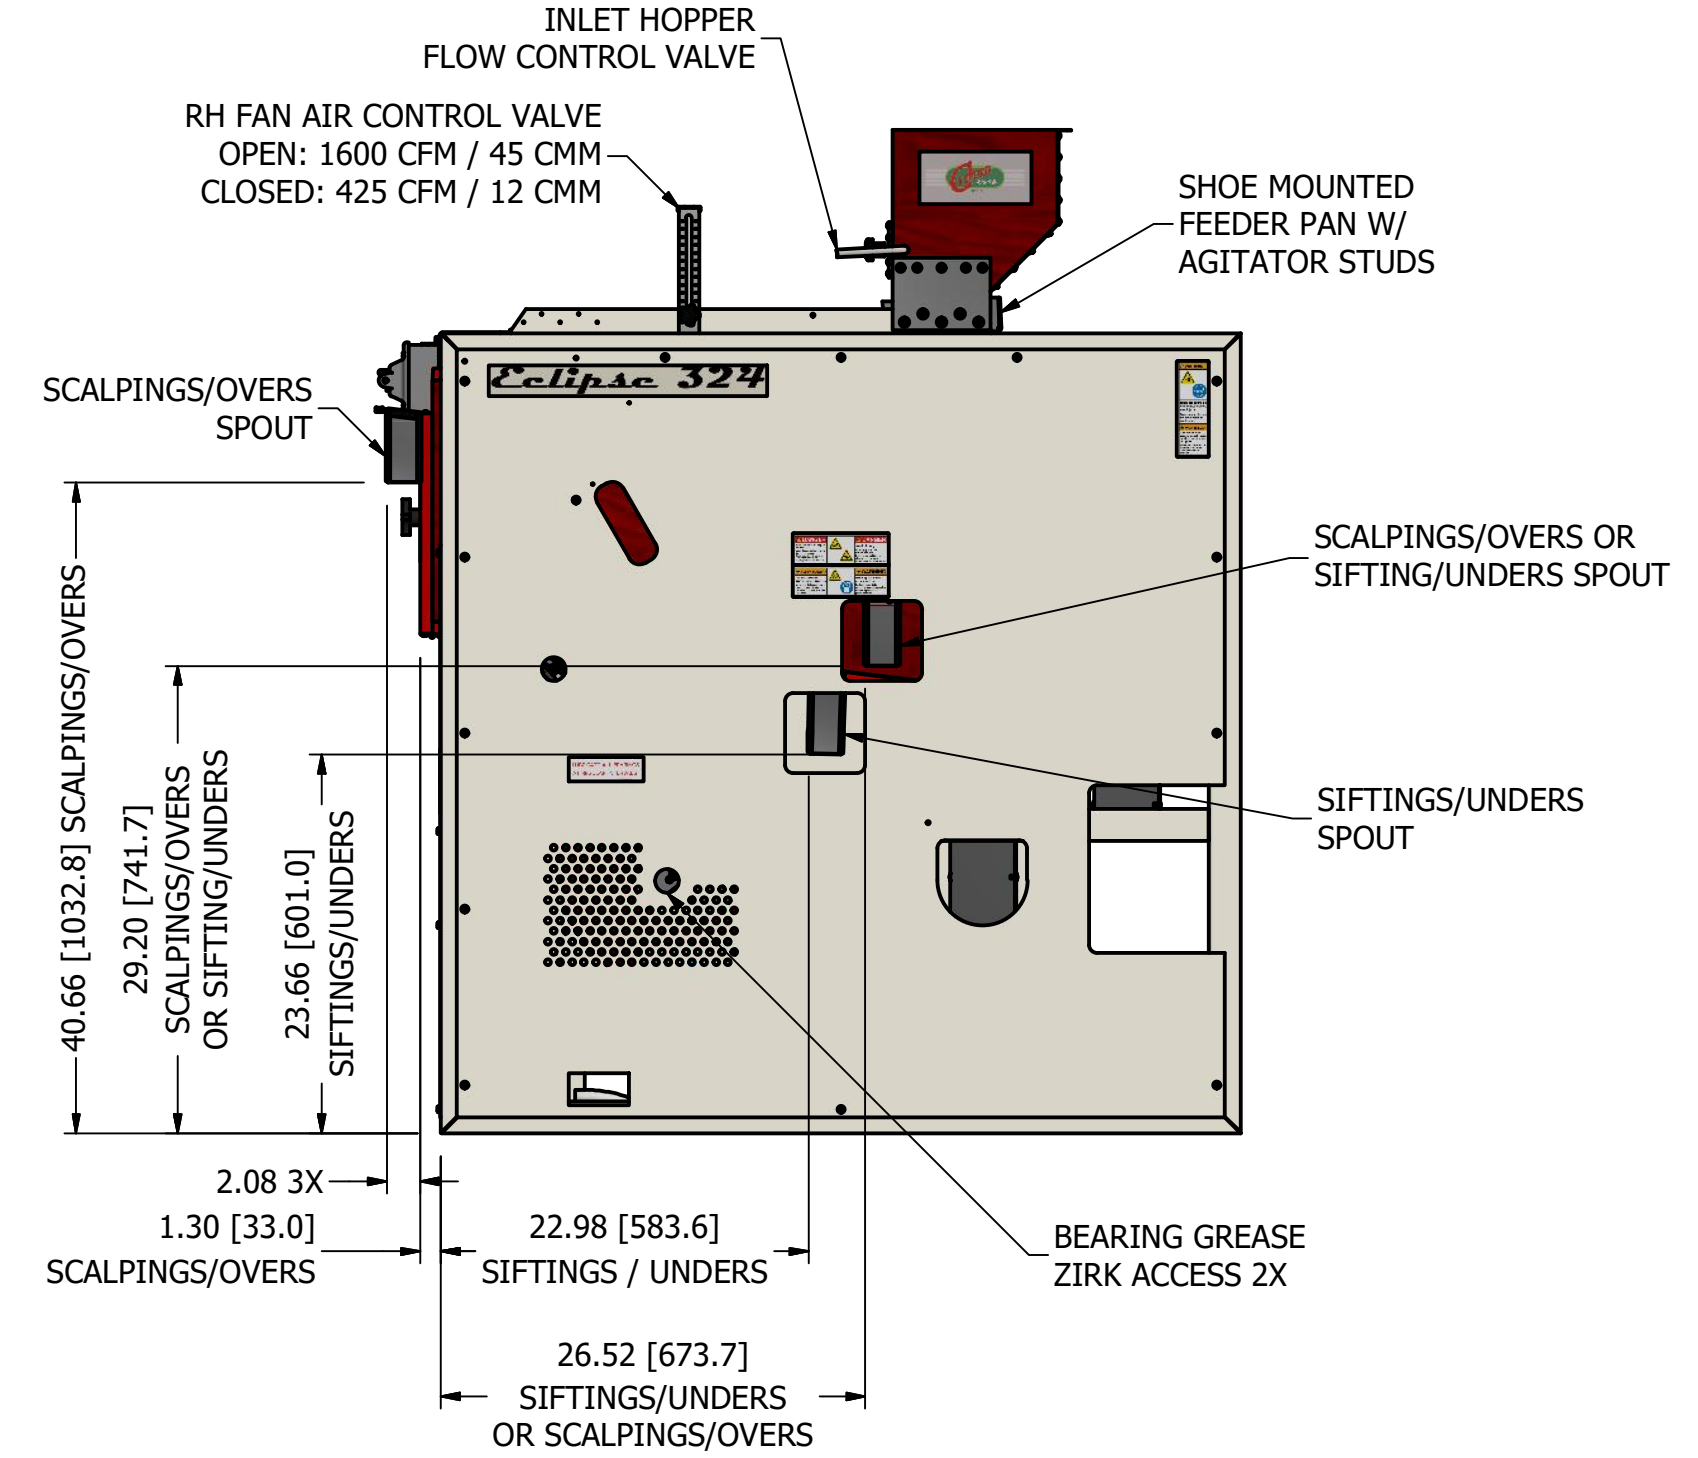 INLET HOPPER
FLOW CONTROL VALVE
RH FAN AIR CONTROL VALVE
OPEN: 1600 CFM / 45 CMM
CLOSED: 425 CFM / 12 CMM
SHOE MOUNTED
FEEDER PAN W/
AGITATOR STUDS
Eclipse 324
SCALPINGS/OVERS
SPOUT
SCALPINGS/OVERS OR
SIFTING/UNDERS SPOUT
SIFTINGS/UNDERS
SPOUT
40.66 [1032.8] SCALPINGS/OVERS
29.20 [741.7]
SCALPINGS/OVERS
OR SIFTING/UNDERS
23.66 [601.0]
SIFTINGS/UNDERS
2.08 3X
1.30 [33.0]
SCALPINGS/OVERS
22.98 [583.6]
SIFTINGS / UNDERS
26.52 [673.7]
SIFTINGS/UNDERS
OR SCALPINGS/OVERS
BEARING GREASE
ZIRK ACCESS 2X